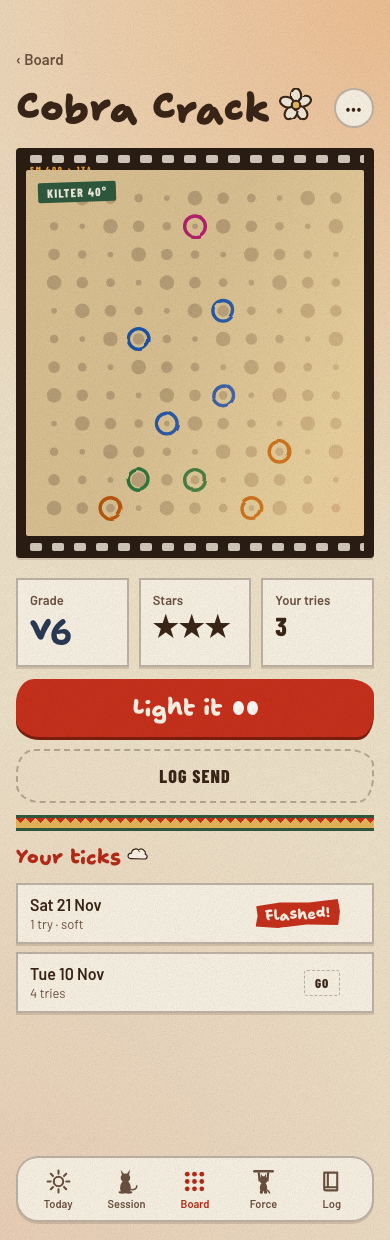 ‹ Board
Cobra Crack
KILTER 40°
Grade
V6
Stars
Your tries
3
Light it
LOG SEND
Your ticks
Sat 21 Nov
1 try · soft
Flashed!
Tue 10 Nov
4 tries
GO
Today
Session
Board
Force
Log